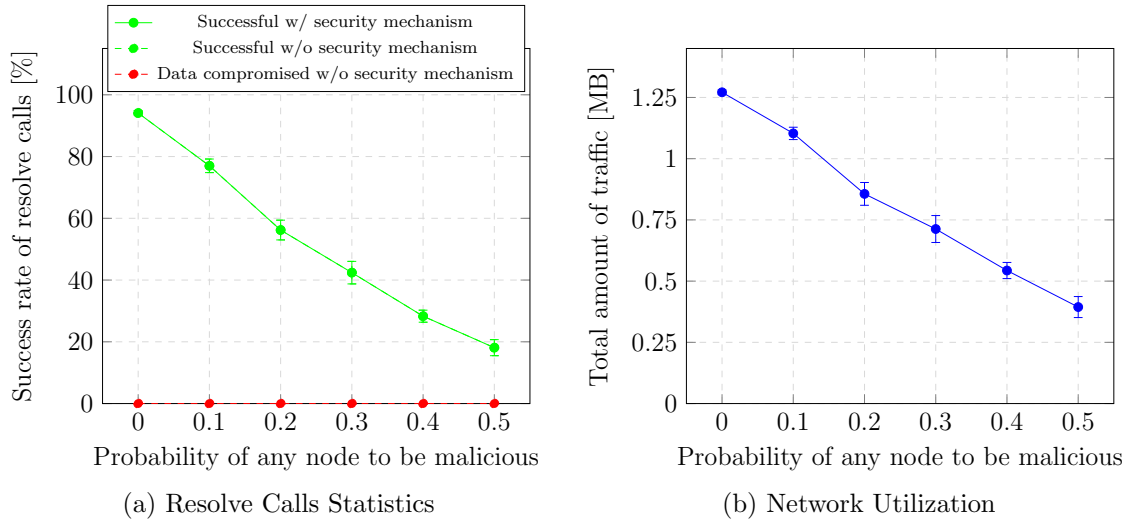 Successful w/ security mechanism
Successful w/o security mechanism
Data compromised w/o security mechanism
Success rate of resolve calls [%]
100
80
60
40
20
0
0 0.1 0.2 0.3 0.4 0.5
Probability of any node to be malicious
(a) Resolve Calls Statistics
Total amount of traffic [MB]
1.25
1
0.75
0.5
0.25
0
0 0.1 0.2 0.3 0.4 0.5
Probability of any node to be malicious
(b) Network Utilization